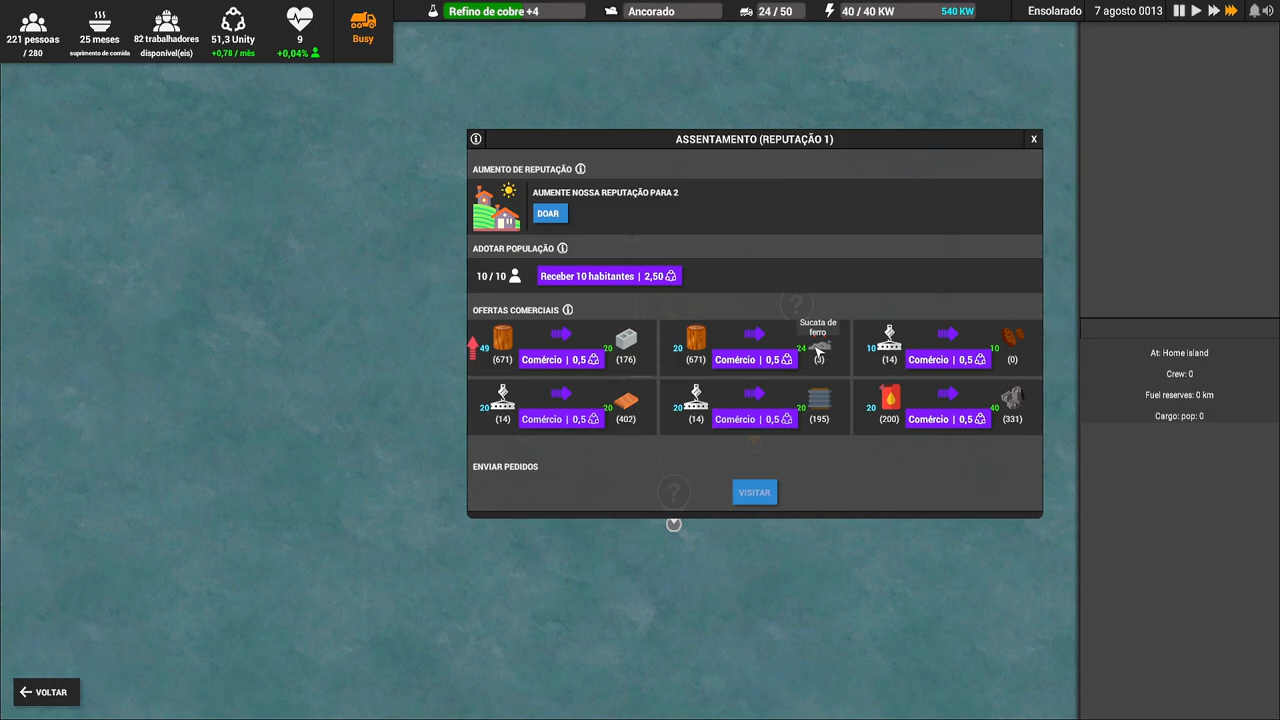 221 pessoas
/ 280
25 meses
suprimento de comida
82 trabalhadores
disponível(eis)
51,3 Unity
+0,78 / mês
9
+0,04%
Busy
Refino de cobre +4
Ancorado
24 / 50
40 / 40 KW
540 KW
Ensolarado
7 agosto 0013
ASSENTAMENTO (REPUTAÇÃO 1)
X
AUMENTO DE REPUTAÇÃO
AUMENTE NOSSA REPUTAÇÃO PARA 2
DOAR
ADOTAR POPULAÇÃO
10 / 10
Receber 10 habitantes | 2,50
OFERTAS COMERCIAIS
49
(671)
Comércio | 0,5
20
(176)
20
(671)
Comércio | 0,5
Sucata de
ferro
24
10
(14)
Comércio | 0,5
10
(0)
20
(14)
Comércio | 0,5
20
(402)
20
(14)
Comércio | 0,5
20
(195)
20
(200)
Comércio | 0,5
40
(331)
ENVIAR PEDIDOS
VISITAR
At: Home island
Crew: 0
Fuel reserves: 0 km
Cargo: pop: 0
VOLTAR